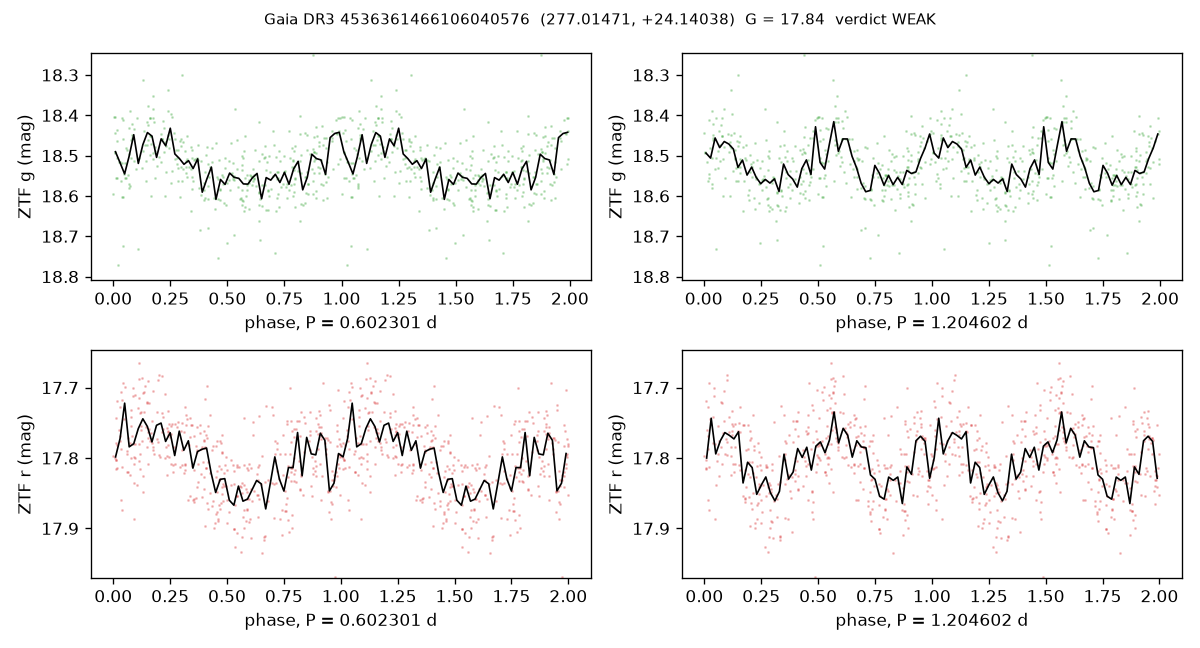 Gaia DR3 4536361466106040576  (277.01471, +24.14038)  G = 17.84  verdict WEAK
ZTF g (mag)
18.3
18.4
18.5
18.6
18.7
18.8
0.00 0.25 0.50 0.75 1.00 1.25 1.50 1.75 2.00
phase, P = 0.602301 d
ZTF g (mag)
18.3
18.4
18.5
18.6
18.7
18.8
0.00 0.25 0.50 0.75 1.00 1.25 1.50 1.75 2.00
phase, P = 1.204602 d
ZTF r (mag)
17.7
17.8
17.9
0.00 0.25 0.50 0.75 1.00 1.25 1.50 1.75 2.00
phase, P = 0.602301 d
ZTF r (mag)
17.7
17.8
17.9
0.00 0.25 0.50 0.75 1.00 1.25 1.50 1.75 2.00
phase, P = 1.204602 d